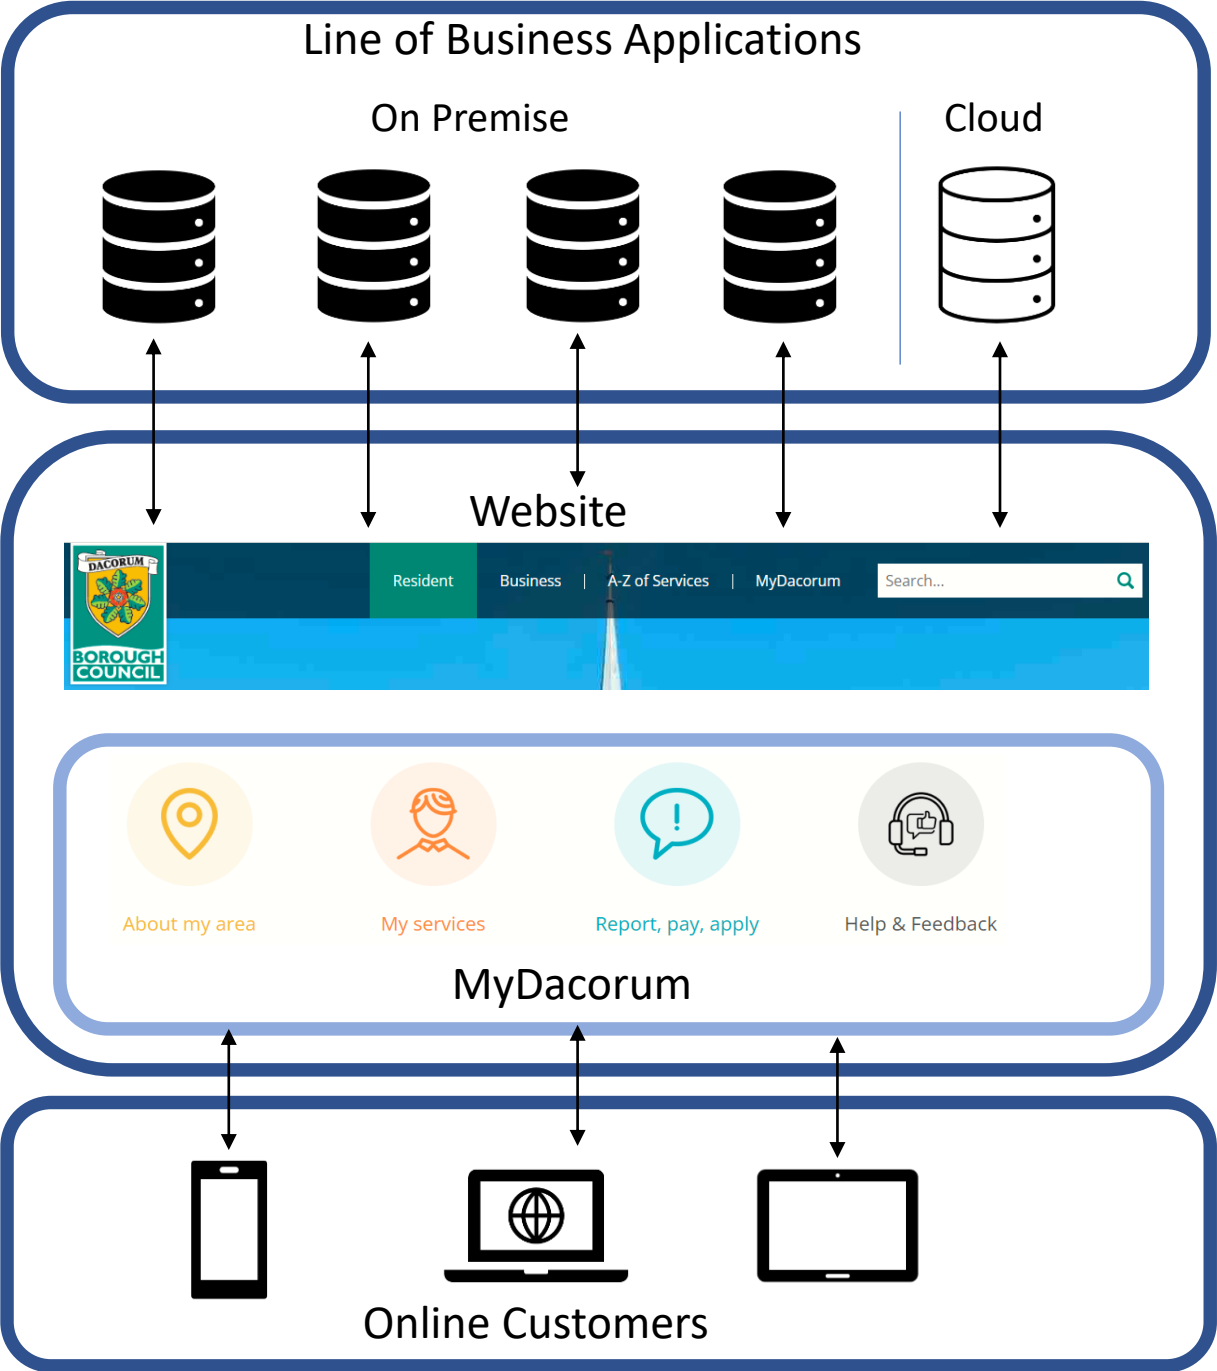 Line of Business Applications
On Premise
Cloud
Website
DACORUM
BOROUGH
COUNCIL
Resident
Business | A-Z of Services | MyDacorum
Search...
About my area
My services
Report, pay, apply
Help & Feedback
MyDacorum
Online Customers